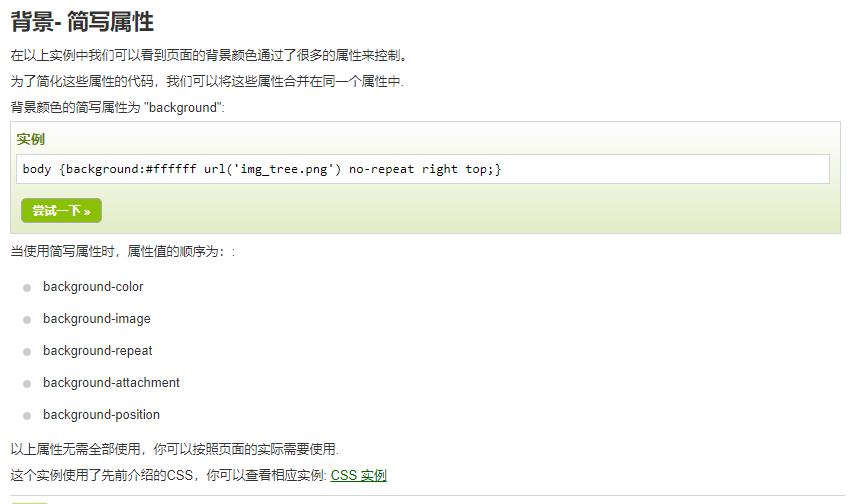 背景- 简写属性
在以上实例中我们可以看到页面的背景颜色通过了很多的属性来控制。
为了简化这些属性的代码，我们可以将这些属性合并在同一个属性中.
背景颜色的简写属性为 "background":
实例
body {background:#ffffff url('img_tree.png') no-repeat right top;}
尝试一下 »
当使用简写属性时，属性值的顺序为：:
background-color
background-image
background-repeat
background-attachment
background-position
以上属性无需全部使用，你可以按照页面的实际需要使用.
这个实例使用了先前介绍的CSS，你可以查看相应实例: CSS 实例